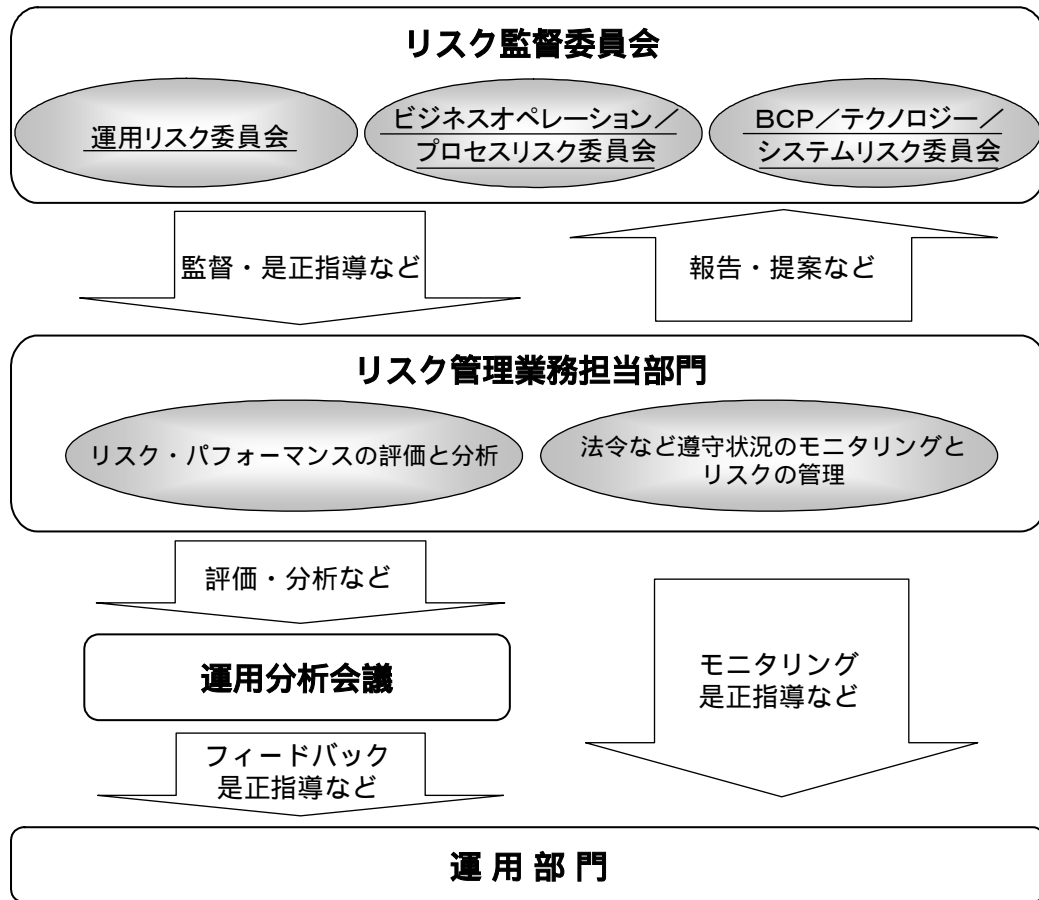 リスク監督委員会
運用リスク委員会
ビジネスオペレーション／
プロセスリスク委員会
ＢＣＰ／テクノロジー／
システムリスク委員会
監督・是正指導など
報告・提案など
リスク管理業務担当部門
リスク・パフォーマンスの評価と分析
法令など遵守状況のモニタリングと
リスクの管理
評価・分析など
運用分析会議
モニタリング
是正指導など
フィードバック
是正指導など
運 用 部 門